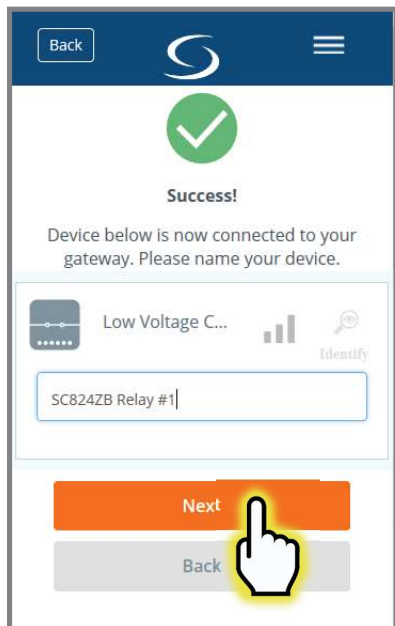 Back
Success!
Device below is now connected to your
gateway. Please name your device.
Low Voltage C...
Identify
SC824ZB Relay #1
Next
Back